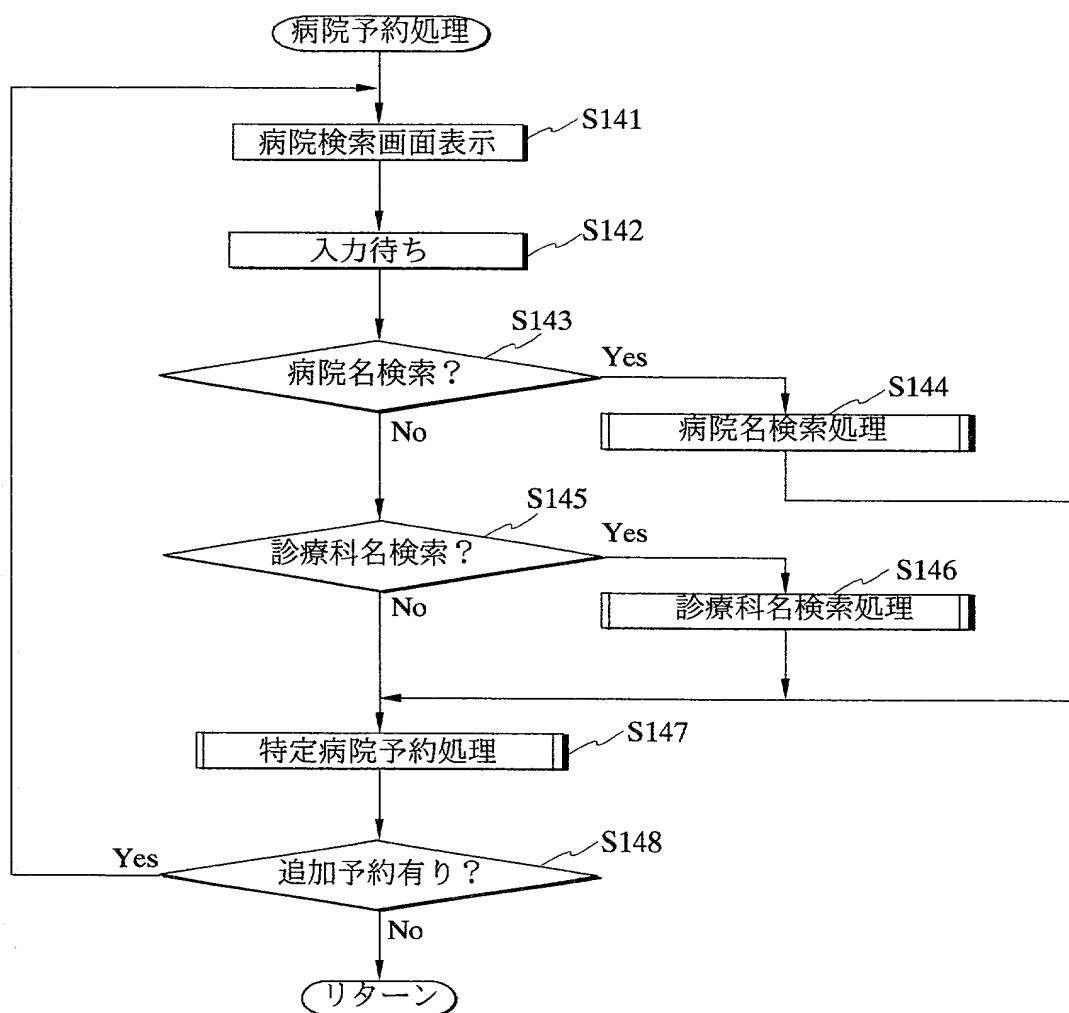 病院予約処理
S141
病院検索画面表示
S142
入力待ち
S143
病院名検索？
Yes
No
S144
病院名検索処理
S145
診療科名検索？
Yes
No
S146
診療科名検索処理
S147
特定病院予約処理
S148
追加予約有り？
Yes
No
リターン